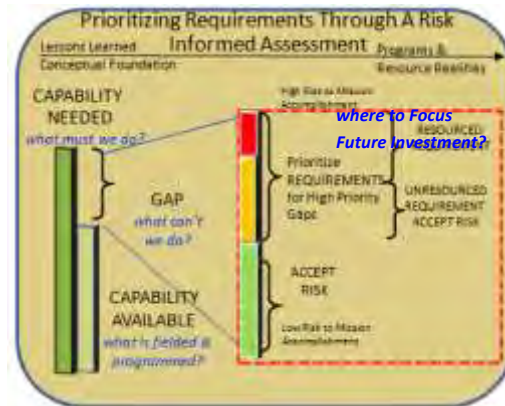 Prioritizing Requirements Through A Risk
Informed Assessment
Lessons Learned
Conceptual Foundation
Programs &
Resource Realities
CAPABILITY
NEEDED
what must we do?
GAP
what can't
we do?
CAPABILITY
AVAILABLE
what is fielded &
programmed?
High Risk to Mission
Accomplishment
where to Focus
Future Investment?
RESOURCED
Prioritize
REQUIREMENTS
for High Priority
Gaps
UNRESOURCED
REQUIREMENT
ACCEPT RISK
ACCEPT
RISK
Low Risk to Mission
Accomplishment